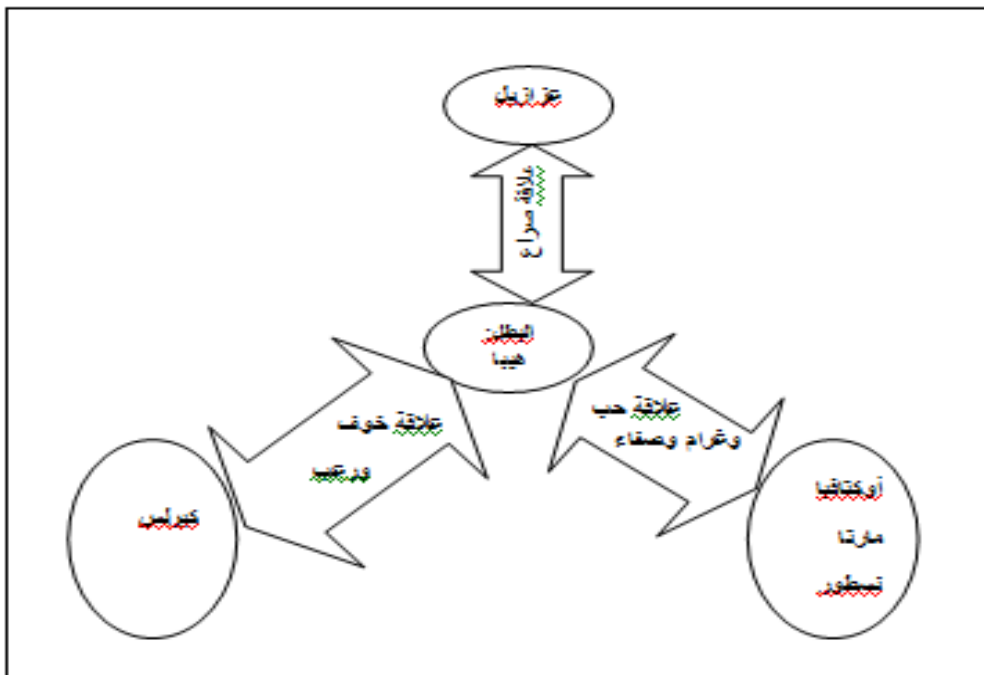 عزازيل
علاقة صراع
البطل:
هيبا
علاقة حب
وغرام وصفاء
علاقة خوف
ورعب
أوكتافيا
مارتا
نسطور
كيرلس